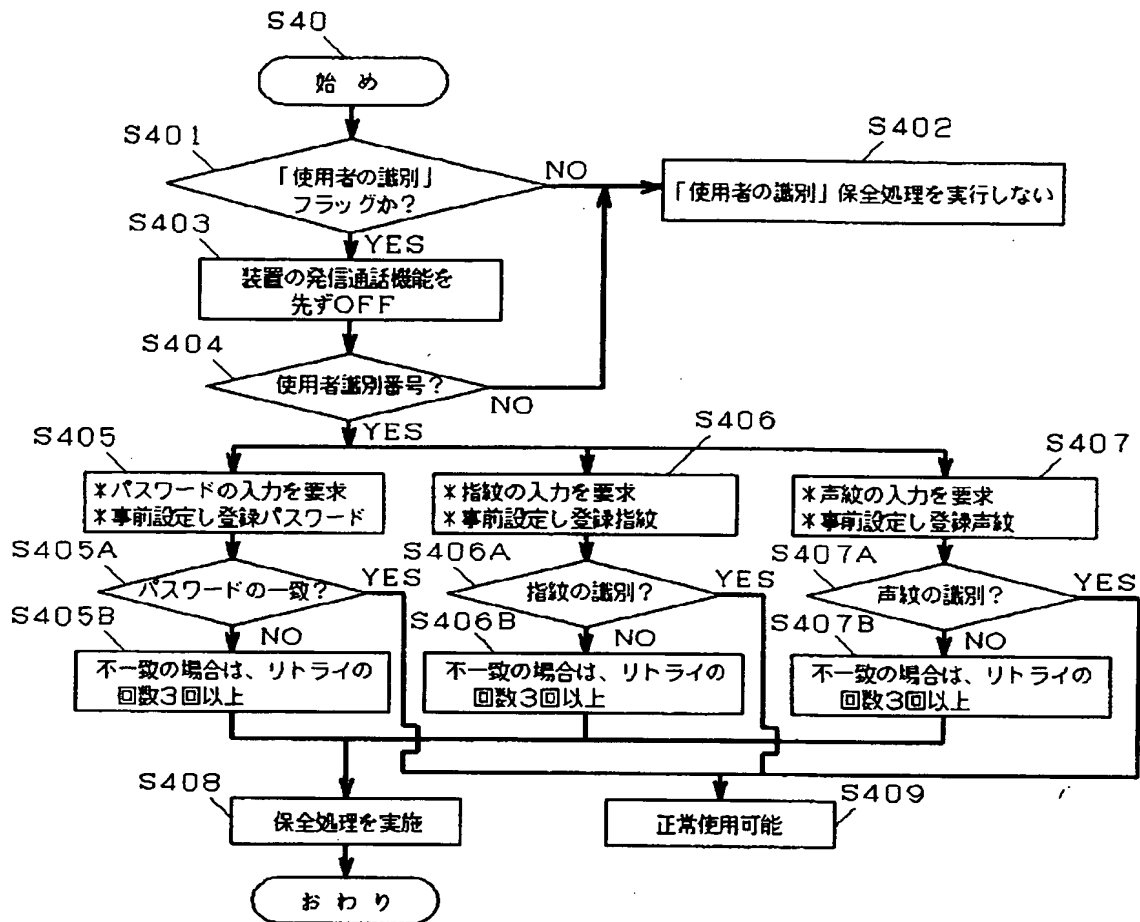 S40
始 め
S401
「使用者の識別」
フラッグか？
NO
S402
「使用者の識別」保全処理を実行しない
YES
S403
装置の発信通話機能を
先ずOFF
S404
使用者識別番号？
NO
YES
S405
＊パスワードの入力を要求
＊事前設定し登録パスワード
S406
＊指紋の入力を要求
＊事前設定し登録指紋
S407
＊声紋の入力を要求
＊事前設定し登録声紋
S405A
パスワードの一致？
YES
S406A
指紋の識別？
YES
S407A
声紋の識別？
YES
S405B
NO
不一致の場合は、リトライの
回数3回以上
S406B
NO
不一致の場合は、リトライの
回数3回以上
S407B
NO
不一致の場合は、リトライの
回数3回以上
S408
保全処理を実施
S409
正常使用可能
お わ り